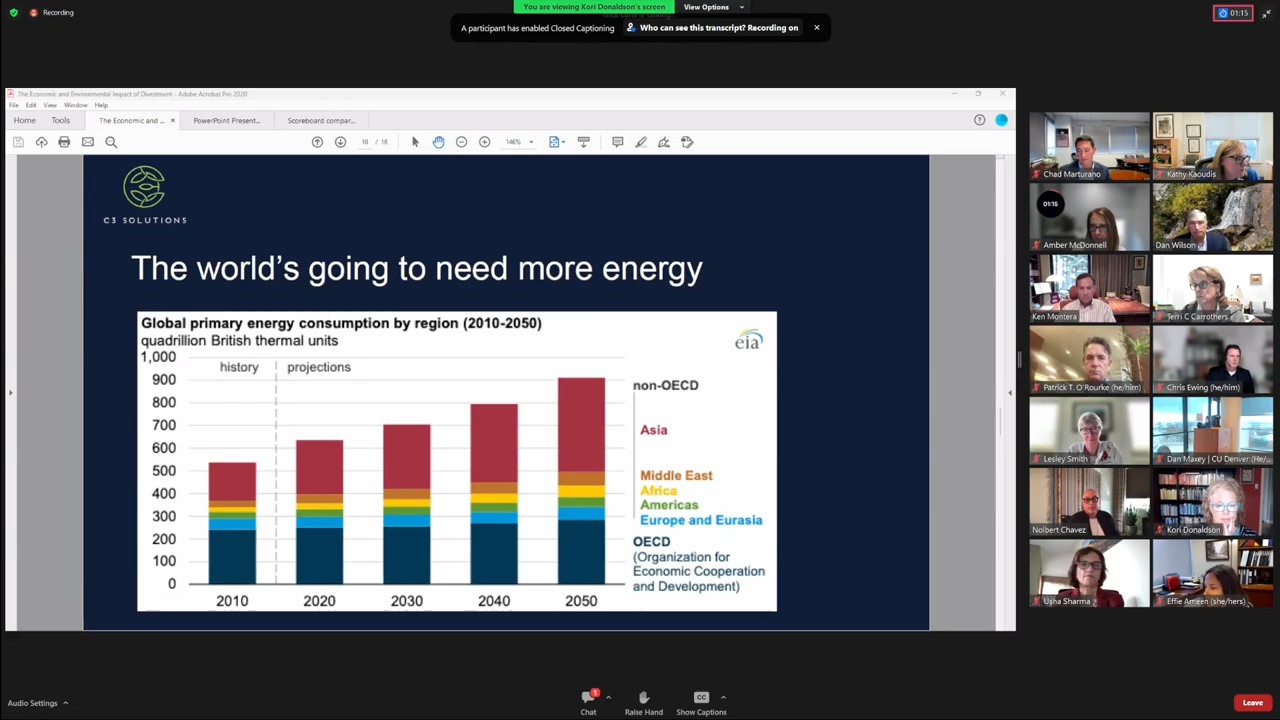 Recording
You are viewing Kori Donaldson's screen
View Options
01:15
A participant has enabled Closed Captioning
Who can see this transcript? Recording on
The Economic and Environmental Impact of Divestment - Adobe Acrobat Pro 2020
File Edit View Window Help
Home Tools The Economic and ... PowerPoint Present... Scoreboard compar...
10 / 16 146%
C3 SOLUTIONS
The world's going to need more energy
Global primary energy consumption by region (2010-2050)
quadrillion British thermal units
eia
1,000
history projections
900
800
700
600
500
400
300
200
100
0
2010 2020 2030 2040 2050
non-OECD
Asia
Middle East
Africa
Americas
Europe and Eurasia
OECD
(Organization for
Economic Cooperation
and Development)
Chad Marturano
Kathy Kaoudis
01:15
Amber McDonnell
Dan Wilson
Ken Montera
Terri C Carrothers
Patrick T. O'Rourke (he/him)
Chris Ewing (he/him)
Lesley Smith
Dan Maxey | CU Denver (He/...
Nolbert Chavez
Kori Donaldson
Usha Sharma
Effie Ameen (she/hers)
Audio Settings
1
Chat
Raise Hand
CC
Show Captions
Leave